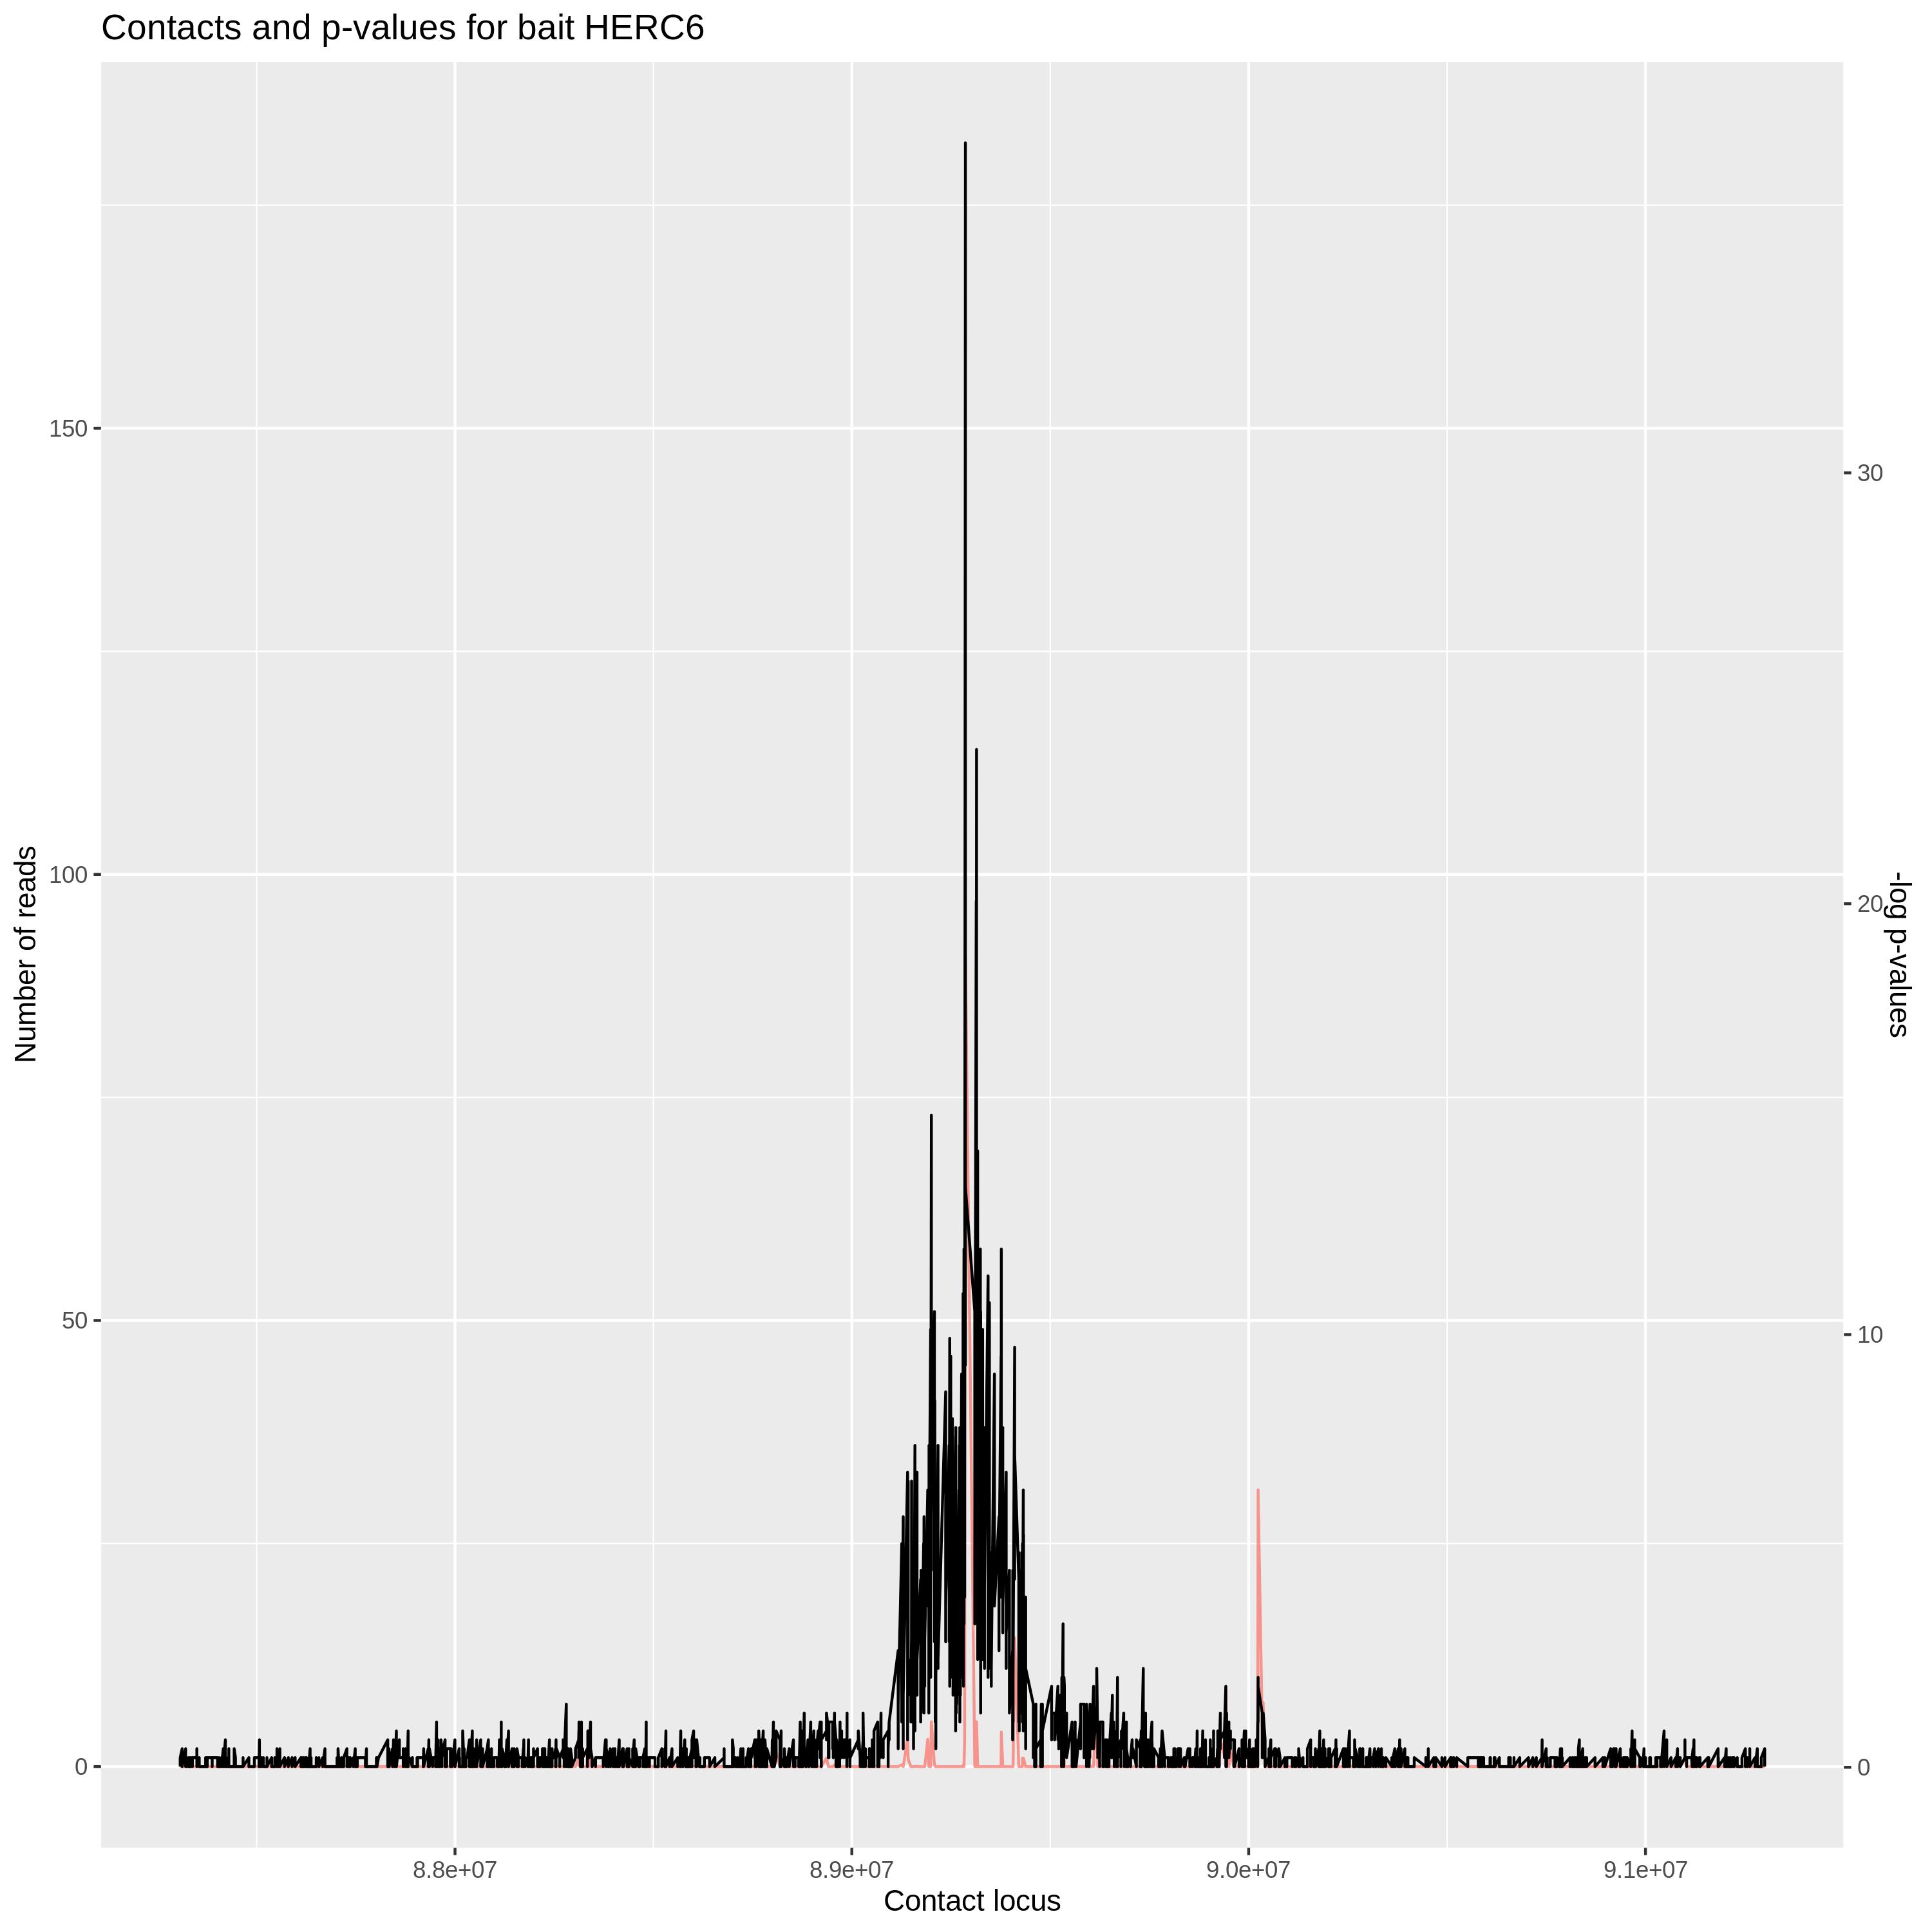 Contacts and p-values for bait HERC6
Number of reads
150
100
50
0
30
20
10
0
-log p-values
8.8e+07
8.9e+07
9.0e+07
9.1e+07
Contact locus